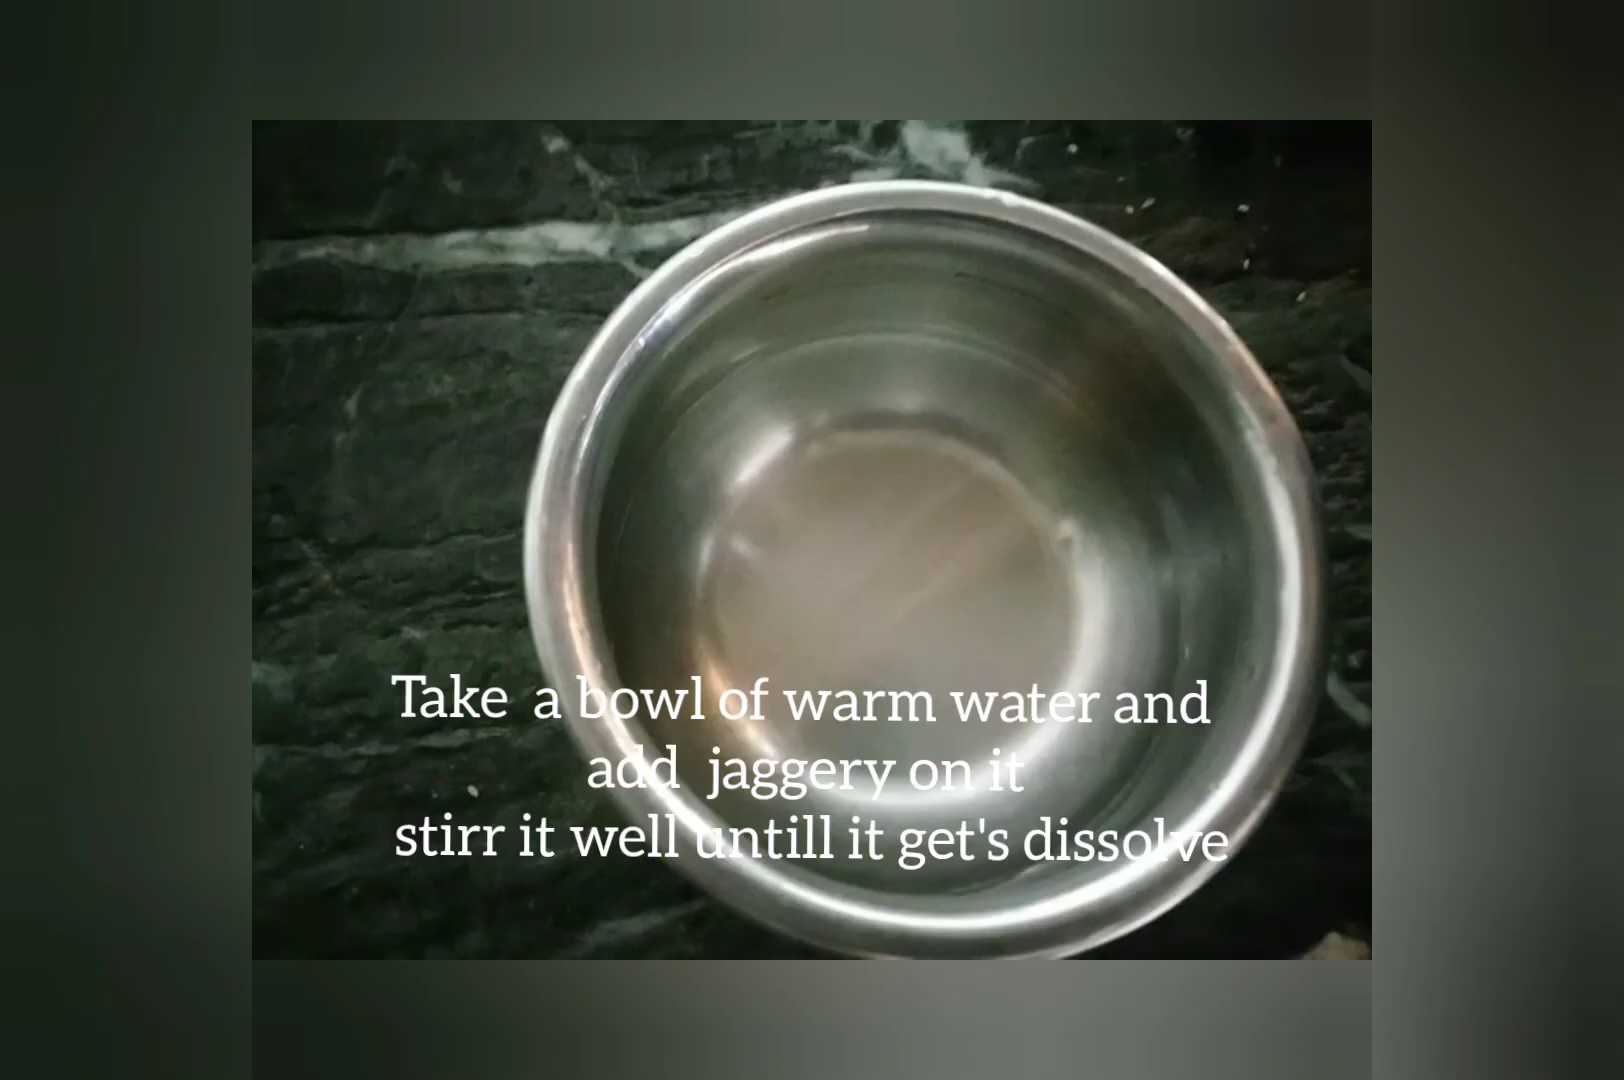 Take a bowl of warm water and
add jaggery on it
stirr it well untill it get's dissolve